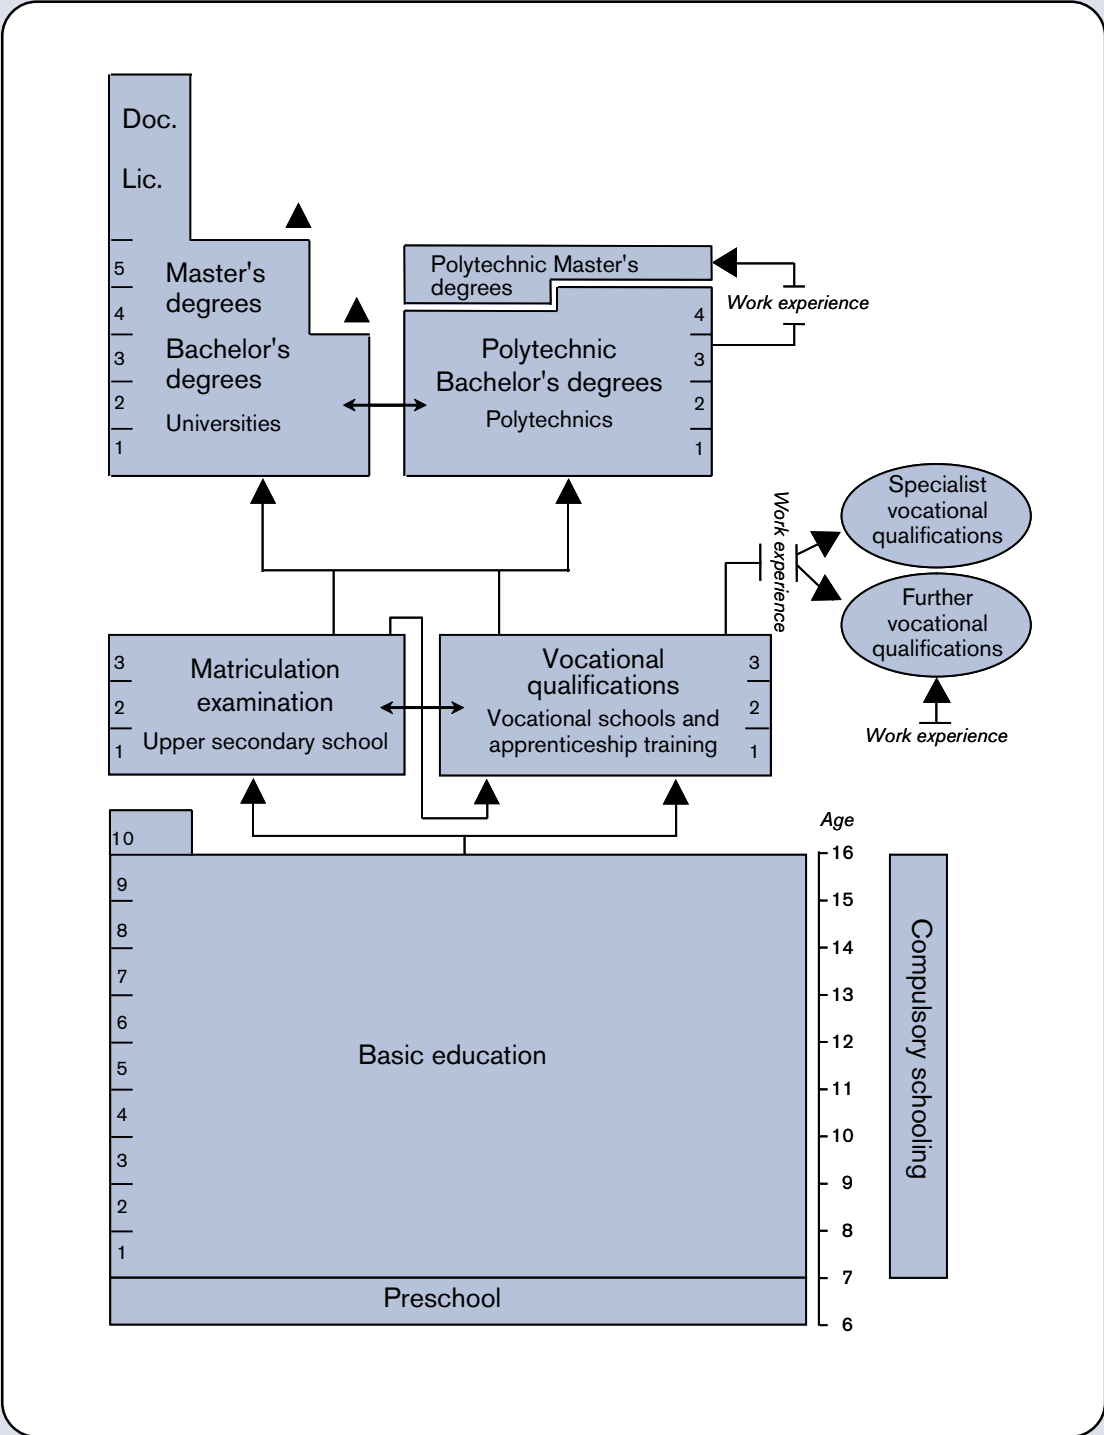 Doc.
Lic.
5
4
3
2
1
Master's
degrees
Bachelor's
degrees
Universities
Polytechnic Master's
degrees
Work experience
Polytechnic
Bachelor's degrees
Polytechnics
4
3
2
1
Specialist
vocational
qualifications
Work experience
Further
vocational
qualifications
Work experience
3
2
1
Matriculation
examination
Upper secondary school
Vocational
qualifications
Vocational schools and
apprenticeship training
3
2
1
10
9
8
7
6
5
4
3
2
1
Basic education
Preschool
Age
16
15
14
13
12
11
10
9
8
7
6
Compulsory schooling